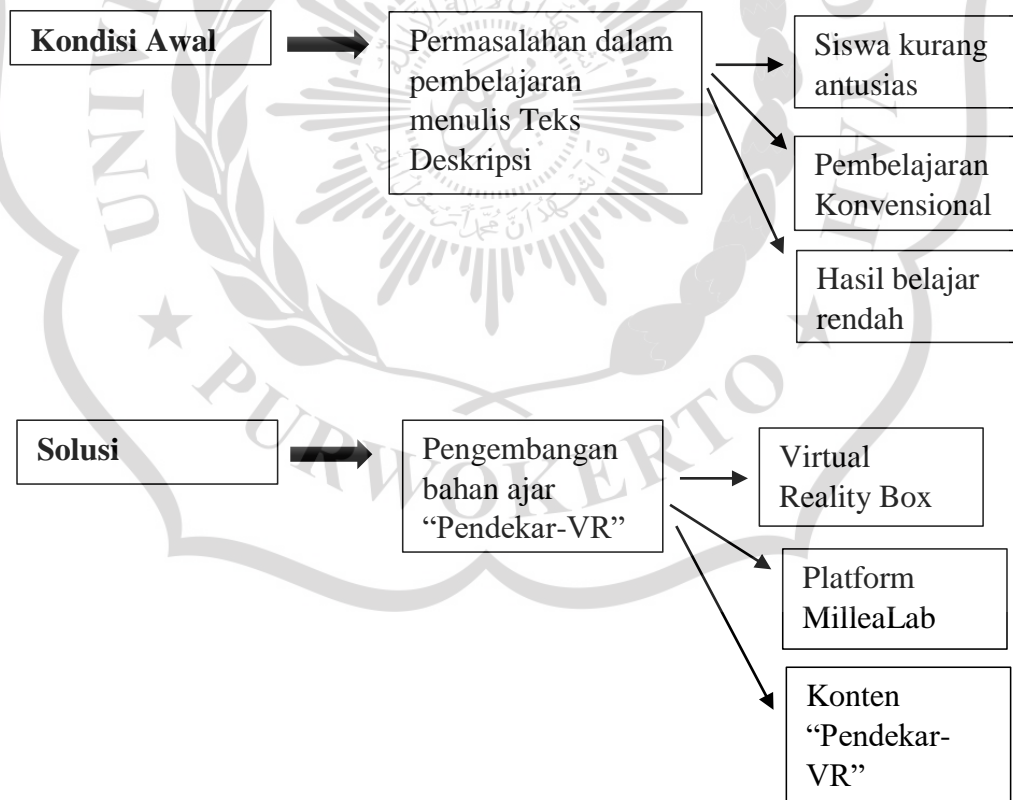 Kondisi Awal
Permasalahan dalam
pembelajaran
menulis Teks
Deskripsi
Siswa kurang
antusias
Pembelajaran
Konvensional
Hasil belajar
rendah
Solusi
Pengembangan
bahan ajar
“Pendekar-VR”
Virtual
Reality Box
Platform
MilleaLab
Konten
“Pendekar-
VR”
PURWOKERTO